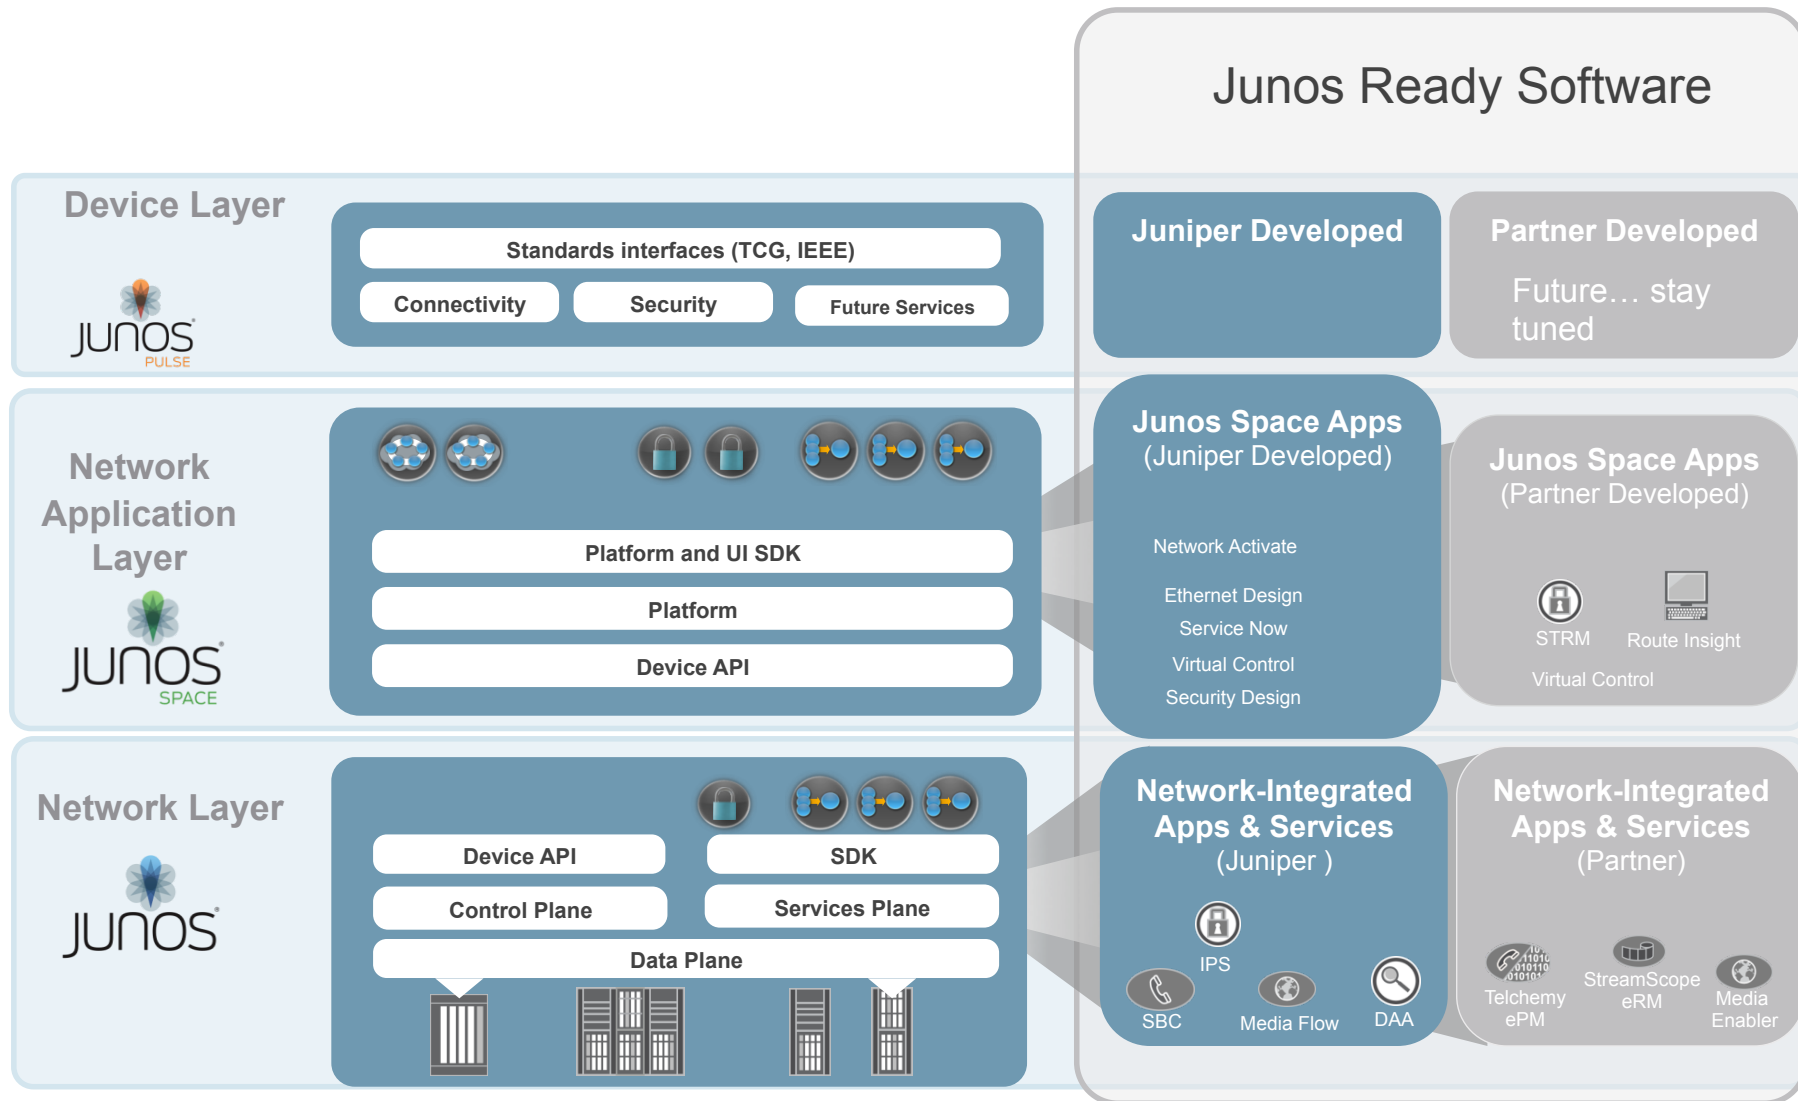 Junos Ready Software
Device Layer
JUNOS
PULSE
Standards interfaces (TCG, IEEE)
Connectivity
Security
Future Services
Juniper Developed
Partner Developed
Future… stay
tuned
Network
Application
Layer
JUNOS
SPACE
Platform and UI SDK
Platform
Device API
Junos Space Apps
(Juniper Developed)
Network Activate
Ethernet Design
Service Now
Virtual Control
Security Design
Junos Space Apps
(Partner Developed)
STRM
Route Insight
Virtual Control
Network Layer
JUNOS
Device API
SDK
Control Plane
Services Plane
Data Plane
Network-Integrated
Apps & Services
(Juniper )
IPS
SBC
Media Flow
DAA
Network-Integrated
Apps & Services
(Partner)
Telchemy
ePM
StreamScope
eRM
Media
Enabler